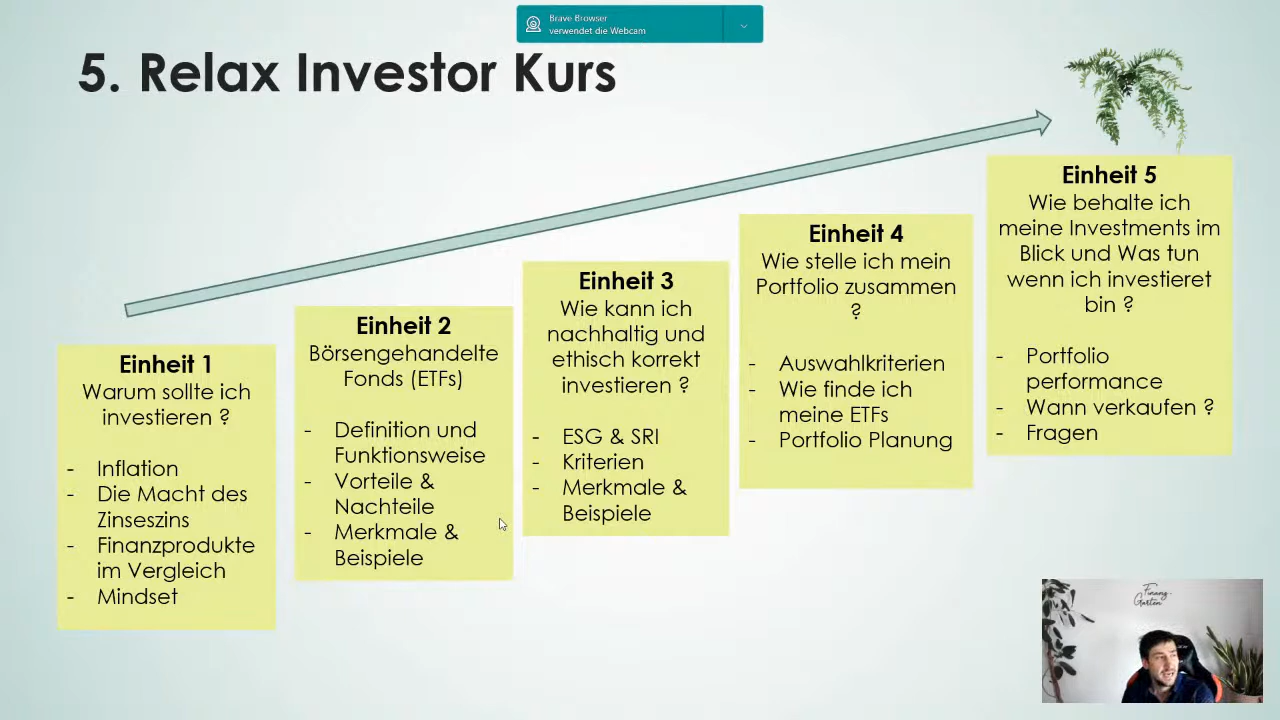 Brave Browser
verwendet die Webcam
5. Relax Investor Kurs
Einheit 1
Warum sollte ich
investieren ?
- Inflation
- Die Macht des
Zinseszins
- Finanzprodukte
im Vergleich
- Mindset
Einheit 2
Börsengehandelte
Fonds (ETFs)
- Definition und
Funktionsweise
- Vorteile &
Nachteile
- Merkmale &
Beispiele
Einheit 3
Wie kann ich
nachhaltig und
ethisch korrekt
investieren ?
- ESG & SRI
- Kriterien
- Merkmale &
Beispiele
Einheit 4
Wie stelle ich mein
Portfolio zusammen
?
- Auswahlkriterien
- Wie finde ich
meine ETFs
- Portfolio Planung
Einheit 5
Wie behalte ich
meine Investments im
Blick und Was tun
wenn ich investieret
bin ?
- Portfolio
performance
- Wann verkaufen ?
- Fragen
Finanz
Garten